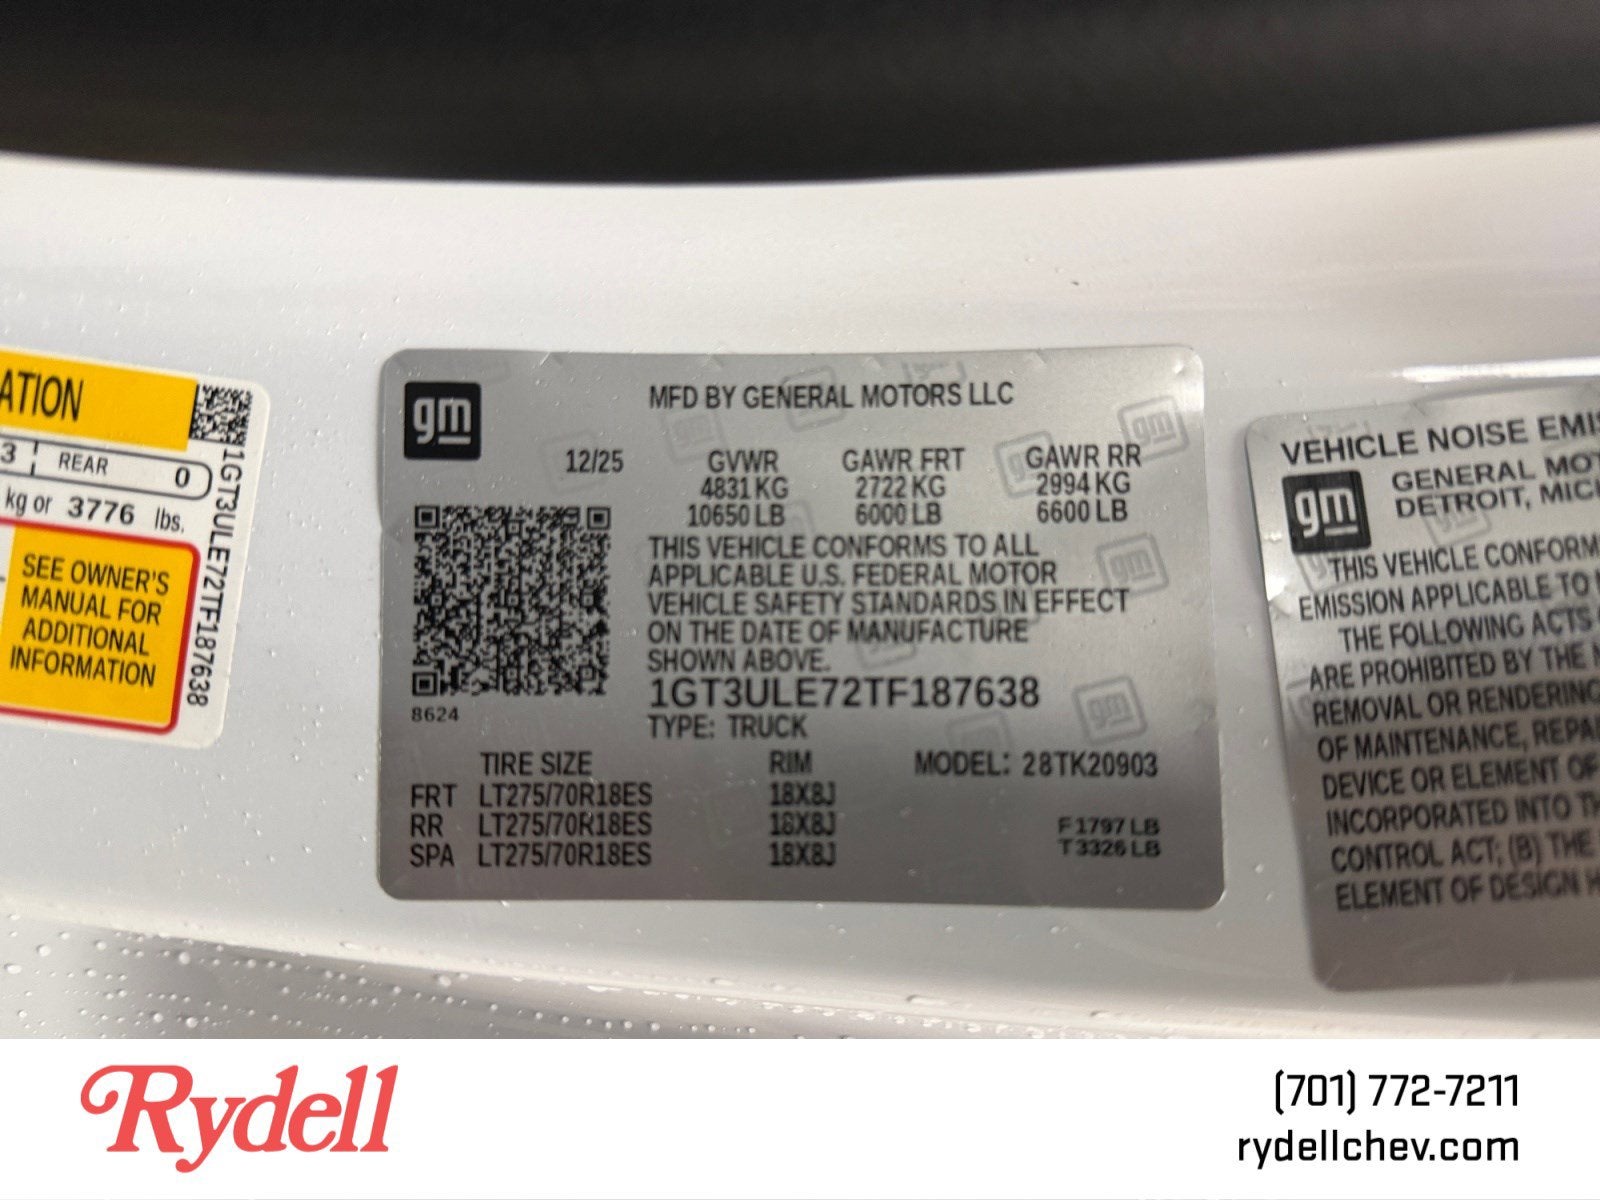 ATION
3 REAR 0
kg or 3776 lbs.
SEE OWNER'S
MANUAL FOR
ADDITIONAL
INFORMATION
1GT3ULE72TF187638
gm
MFD BY GENERAL MOTORS LLC
12/25 GVWR GAWR FRT GAWR RR
4831 KG 2722 KG 2994 KG
10650 LB 6000 LB 6600 LB
THIS VEHICLE CONFORMS TO ALL
APPLICABLE U.S. FEDERAL MOTOR
VEHICLE SAFETY STANDARDS IN EFFECT
ON THE DATE OF MANUFACTURE
SHOWN ABOVE.
8624
1GT3ULE72TF187638
TYPE: TRUCK
TIRE SIZE RIM MODEL: 28TK20903
FRT LT275/70R18ES 18X8J
RR LT275/70R18ES 18X8J F1797 LB
SPA LT275/70R18ES 18X8J T3326 LB
VEHICLE NOISE EMIS
gm
GENERAL MOT
DETROIT, MIC
THIS VEHICLE CONFORM
EMISSION APPLICABLE TO
THE FOLLOWING ACTS
ARE PROHIBITED BY THE
REMOVAL OR RENDERING
OF MAINTENANCE, REPA
DEVICE OR ELEMENT OF
INCORPORATED INTO TH
CONTROL ACT; (B) THE
ELEMENT OF DESIGN H
Rydell
(701) 772-7211
rydellchev.com